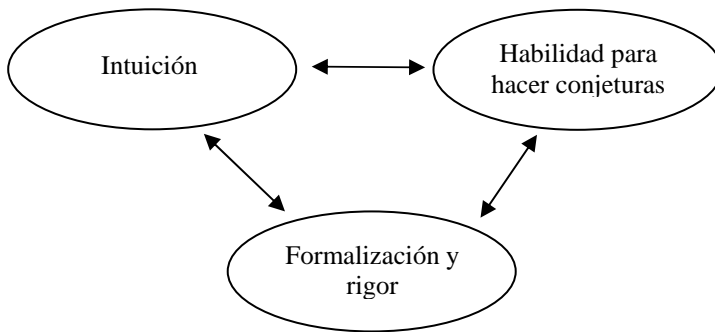 Intuición
Habilidad para
hacer conjeturas
Formalización y
rigor